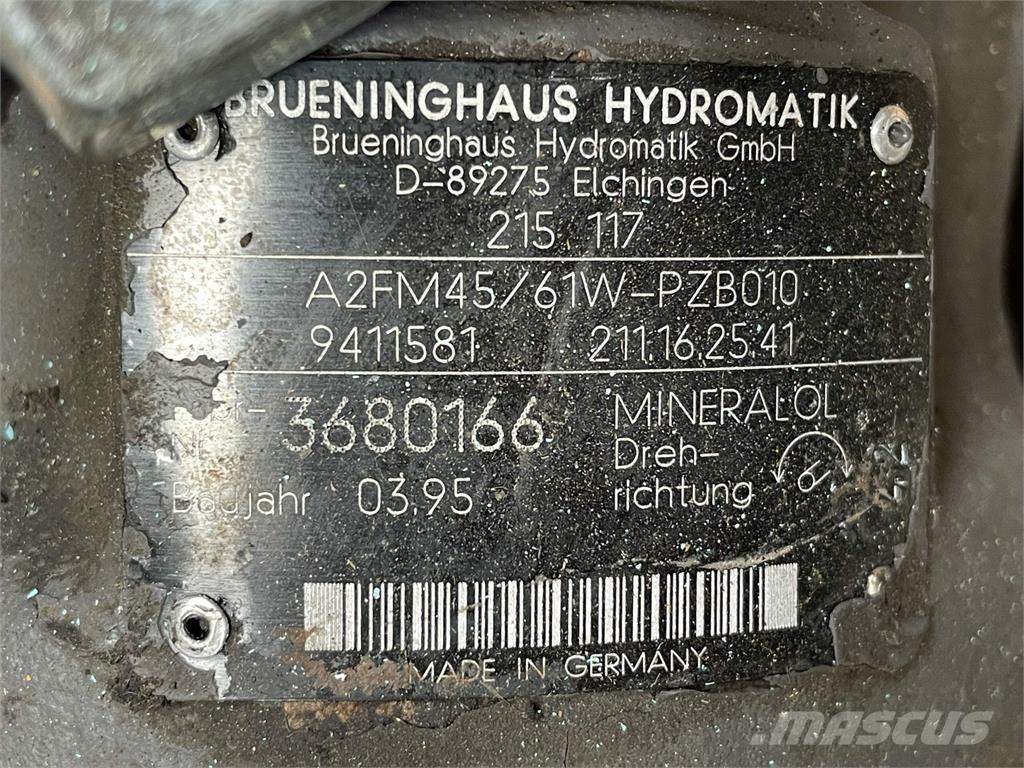 BRUENINGHAUS HYDROMATIK
Brueninghaus Hydromatik GmbH
D-89275 Elchingen
215 117
A2FM45/61W-PZB010
9411581 211.16.25.41
3680166 MINERALÖL
Dreh-
richtung
Baujahr 03.95
MADE IN GERMANY
MASCUS